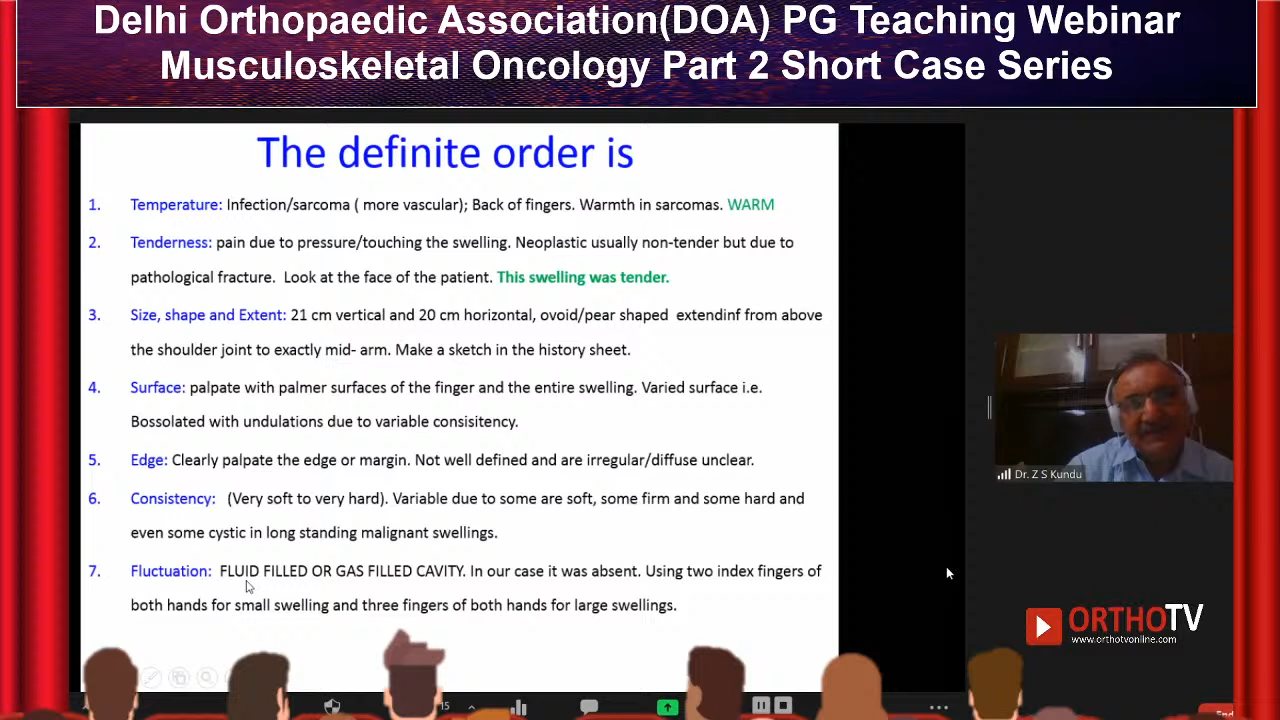 Delhi Orthopaedic Association(DOA) PG Teaching Webinar
Musculoskeletal Oncology Part 2 Short Case Series
The definite order is
1. Temperature: Infection/sarcoma ( more vascular); Back of fingers. Warmth in sarcomas. WARM
2. Tenderness: pain due to pressure/touching the swelling. Neoplastic usually non-tender but due to
pathological fracture. Look at the face of the patient. This swelling was tender.
3. Size, shape and Extent: 21 cm vertical and 20 cm horizontal, ovoid/pear shaped extendinf from above
the shoulder joint to exactly mid- arm. Make a sketch in the history sheet.
4. Surface: palpate with palmer surfaces of the finger and the entire swelling. Varied surface i.e.
Bossolated with undulations due to variable consisitency.
5. Edge: Clearly palpate the edge or margin. Not well defined and are irregular/diffuse unclear.
6. Consistency: (Very soft to very hard). Variable due to some are soft, some firm and some hard and
even some cystic in long standing malignant swellings.
7. Fluctuation: FLUID FILLED OR GAS FILLED CAVITY. In our case it was absent. Using two index fingers of
both hands for small swelling and three fingers of both hands for large swellings.
Dr. Z S Kundu
ORTHOTV
www.orthotvonline.com
15